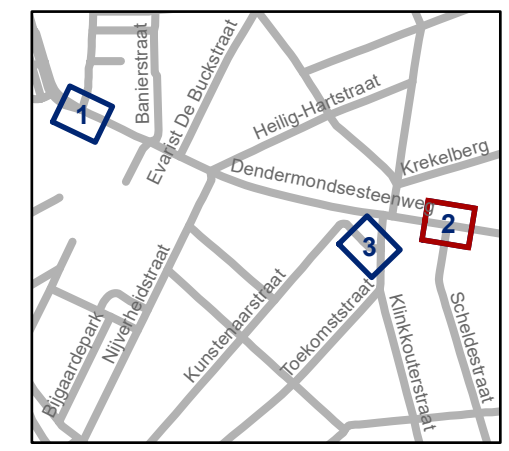 Banierstraat
Evarist De Buckstraat
1
Heilig-Hartstraat
Krekelberg
Dendermondsesteenweg
2
3
Nijverheidstraat
Kunstenaarstraat
Toekomststraat
Klinkkouterstraat
Scheldestraat
Bijgaardepark